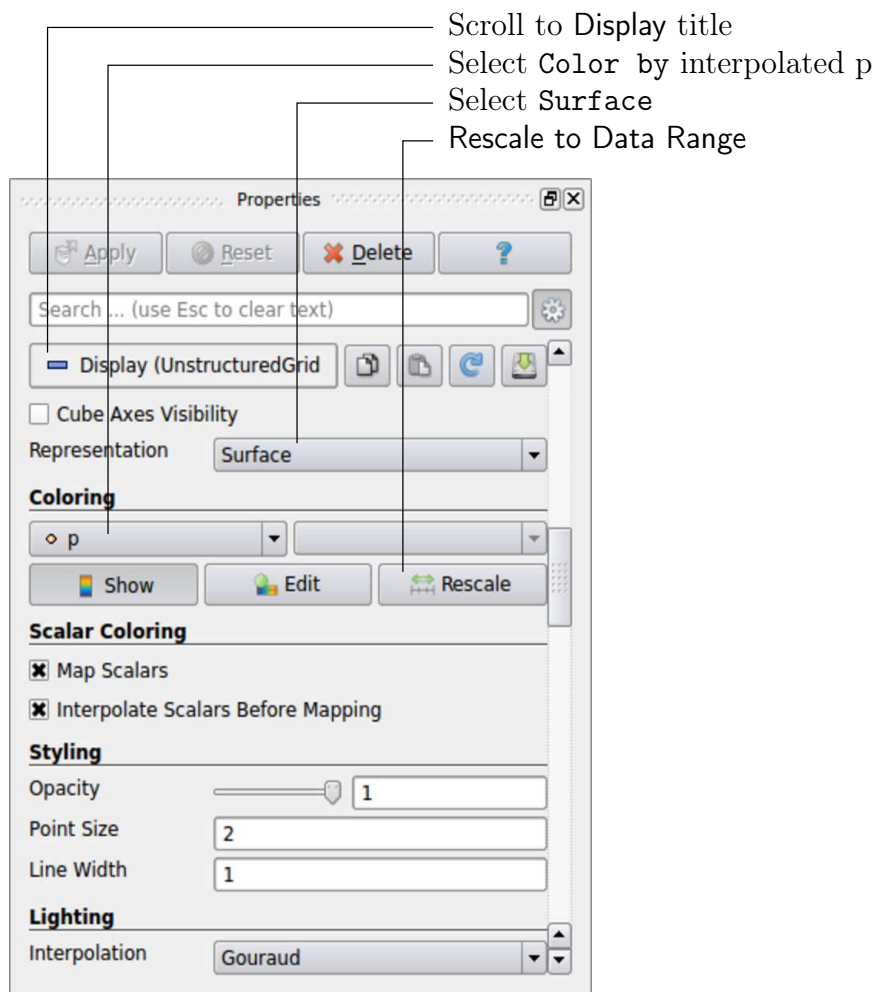 Scroll to Display title
Select Color by interpolated p
Select Surface
Rescale to Data Range
Properties
Apply Reset Delete ?
Search ... (use Esc to clear text)
Display (UnstructuredGrid
Cube Axes Visibility
Representation Surface
Coloring
p
Show Edit Rescale
Scalar Coloring
Map Scalars
Interpolate Scalars Before Mapping
Styling
Opacity 1
Point Size 2
Line Width 1
Lighting
Interpolation Gouraud